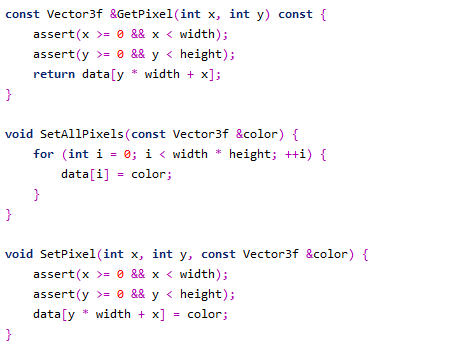 const Vector3f &GetPixel(int x, int y) const {
    assert(x >= 0 && x < width);
    assert(y >= 0 && y < height);
    return data[y * width + x];
}

void SetAllPixels(const Vector3f &color) {
    for (int i = 0; i < width * height; ++i) {
        data[i] = color;
    }
}

void SetPixel(int x, int y, const Vector3f &color) {
    assert(x >= 0 && x < width);
    assert(y >= 0 && y < height);
    data[y * width + x] = color;
}